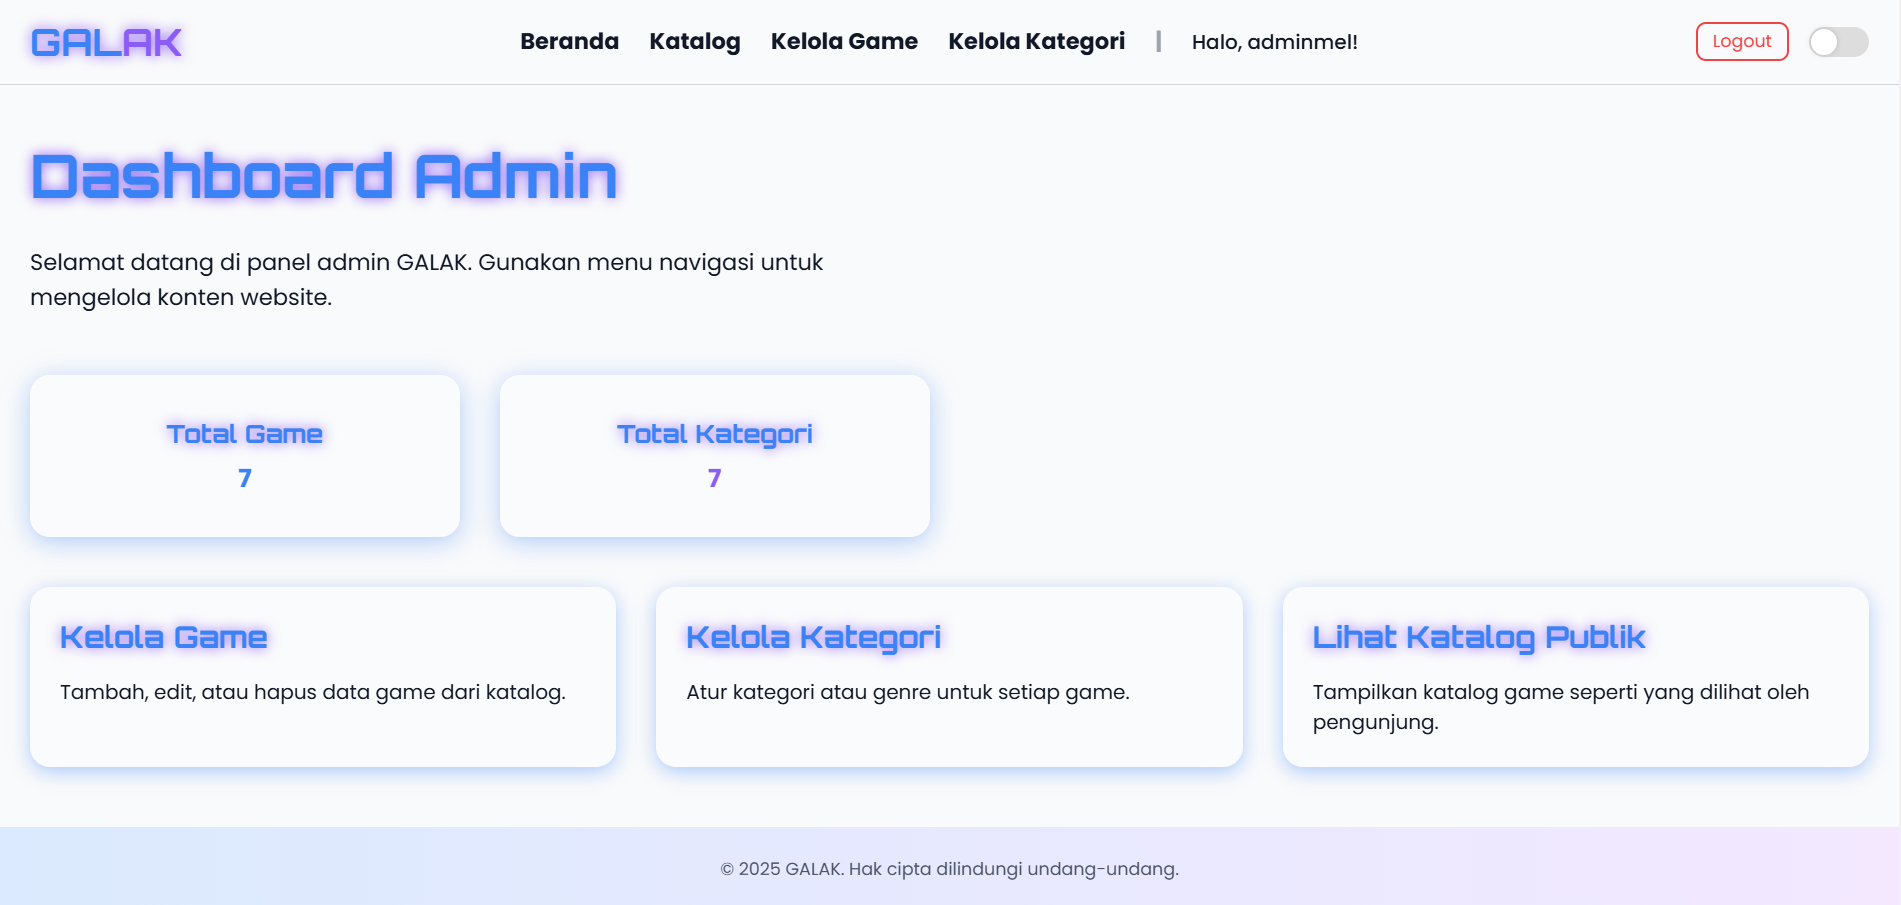 GALAK
Beranda Katalog Kelola Game Kelola Kategori | Halo, adminmel!
Logout
Dashboard Admin
Selamat datang di panel admin GALAK. Gunakan menu navigasi untuk
mengelola konten website.
Total Game
7
Total Kategori
7
Kelola Game
Tambah, edit, atau hapus data game dari katalog.
Kelola Kategori
Atur kategori atau genre untuk setiap game.
Lihat Katalog Publik
Tampilkan katalog game seperti yang dilihat oleh
pengunjung.
© 2025 GALAK. Hak cipta dilindungi undang-undang.